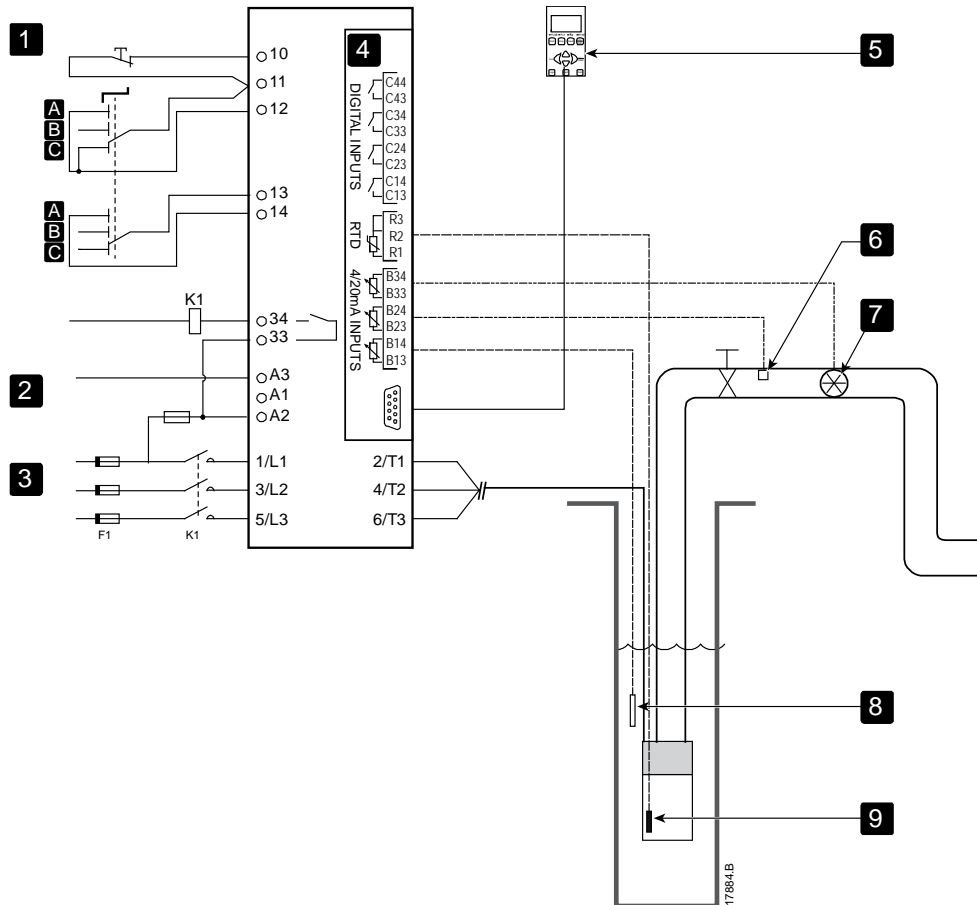 1
10
11
12
A
B
C
13
14
A
B
C
K1
34
33
2
A3
A1
A2
3
1/L1
3/L2
5/L3
F1
K1
2/T1
4/T2
6/T3
4
DIGITAL INPUTS
C44
C43
C34
C33
C24
C23
C14
C13
RTD
R3
R2
R1
4/20mA INPUTS
B34
B33
B24
B23
B14
B13
5
6
7
8
9
17884.B